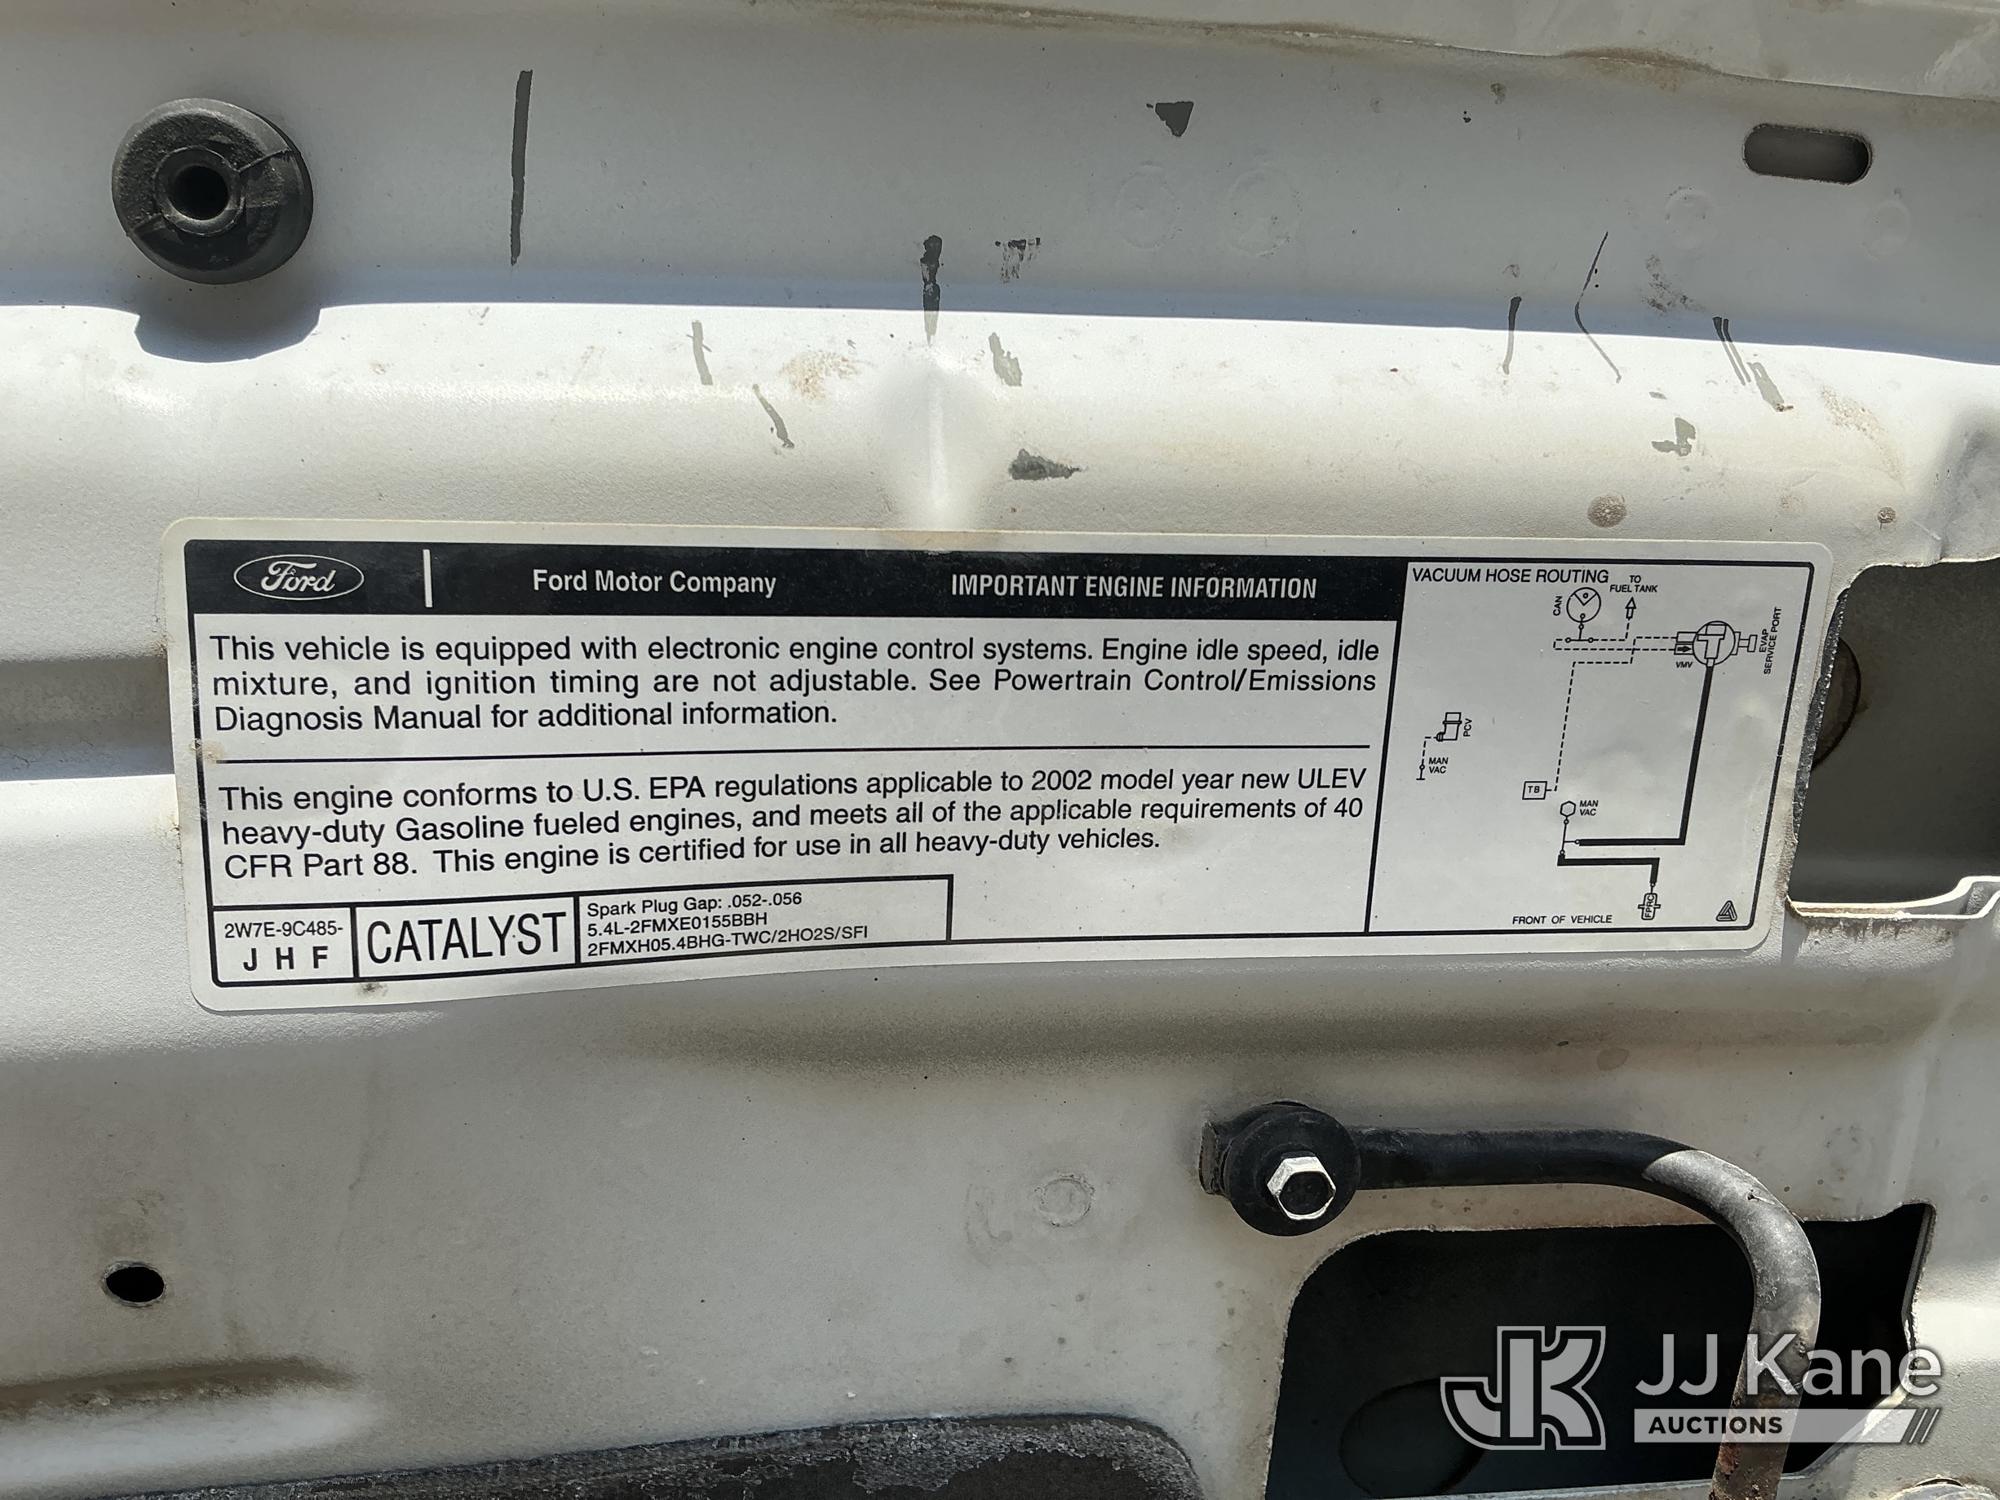 Ford
Ford Motor Company
IMPORTANT ENGINE INFORMATION
This vehicle is equipped with electronic engine control systems. Engine idle speed, idle
mixture, and ignition timing are not adjustable. See Powertrain Control/Emissions
Diagnosis Manual for additional information.
This engine conforms to U.S. EPA regulations applicable to 2002 model year new ULEV
heavy-duty Gasoline fueled engines, and meets all of the applicable requirements of 40
CFR Part 88. This engine is certified for use in all heavy-duty vehicles.
2W7E-9C485-
J H F
CATALYST
Spark Plug Gap: .052-.056
5.4L-2FMXE0155BBH
2FMXH05.4BHG-TWC/2HO2S/SFI
VACUUM HOSE ROUTING
TO
FUEL TANK
CAN
VMV
EVAP
SERVICE PORT
PCV
MAN
VAC
TB
MAN
VAC
FPRC
FRONT OF VEHICLE
JK
JJ Kane
AUCTIONS